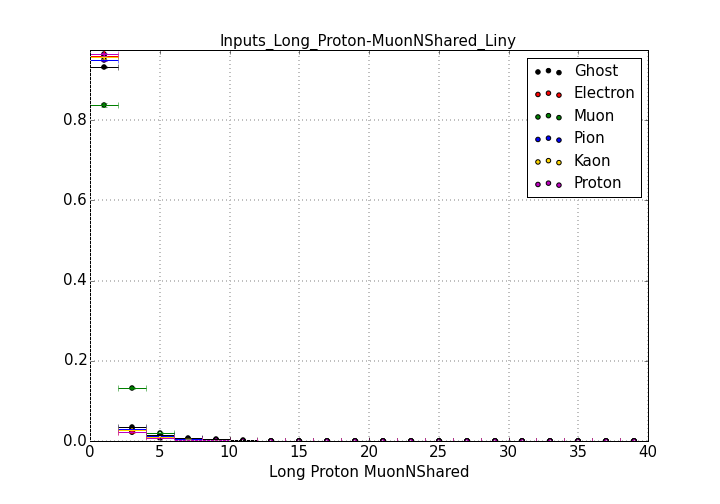 Inputs_Long_Proton-MuonNShared_Liny
Ghost
Electron
Muon
Pion
Kaon
Proton
0.8
0.6
0.4
0.2
0.0
0 5 10 15 20 25 30 35 40
Long Proton MuonNShared